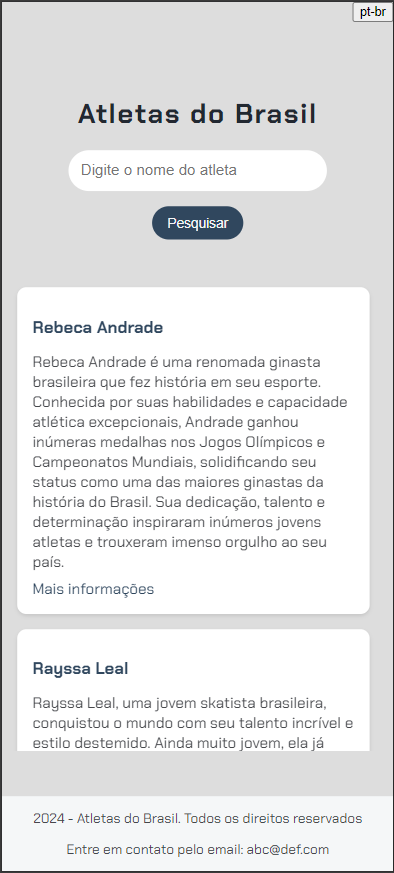 pt-br
Atletas do Brasil
Digite o nome do atleta
Pesquisar
Rebeca Andrade
Rebeca Andrade é uma renomada ginasta
brasileira que fez história em seu esporte.
Conhecida por suas habilidades e capacidade
atlética excepcionais, Andrade ganhou
inúmeras medalhas nos Jogos Olímpicos e
Campeonatos Mundiais, solidificando seu
status como uma das maiores ginastas da
história do Brasil. Sua dedicação, talento e
determinação inspiraram inúmeros jovens
atletas e trouxeram imenso orgulho ao seu
país.
Mais informações
Rayssa Leal
Rayssa Leal, uma jovem skatista brasileira,
conquistou o mundo com seu talento incrível e
estilo destemido. Ainda muito jovem, ela já
2024 - Atletas do Brasil. Todos os direitos reservados
Entre em contato pelo email: abc@def.com